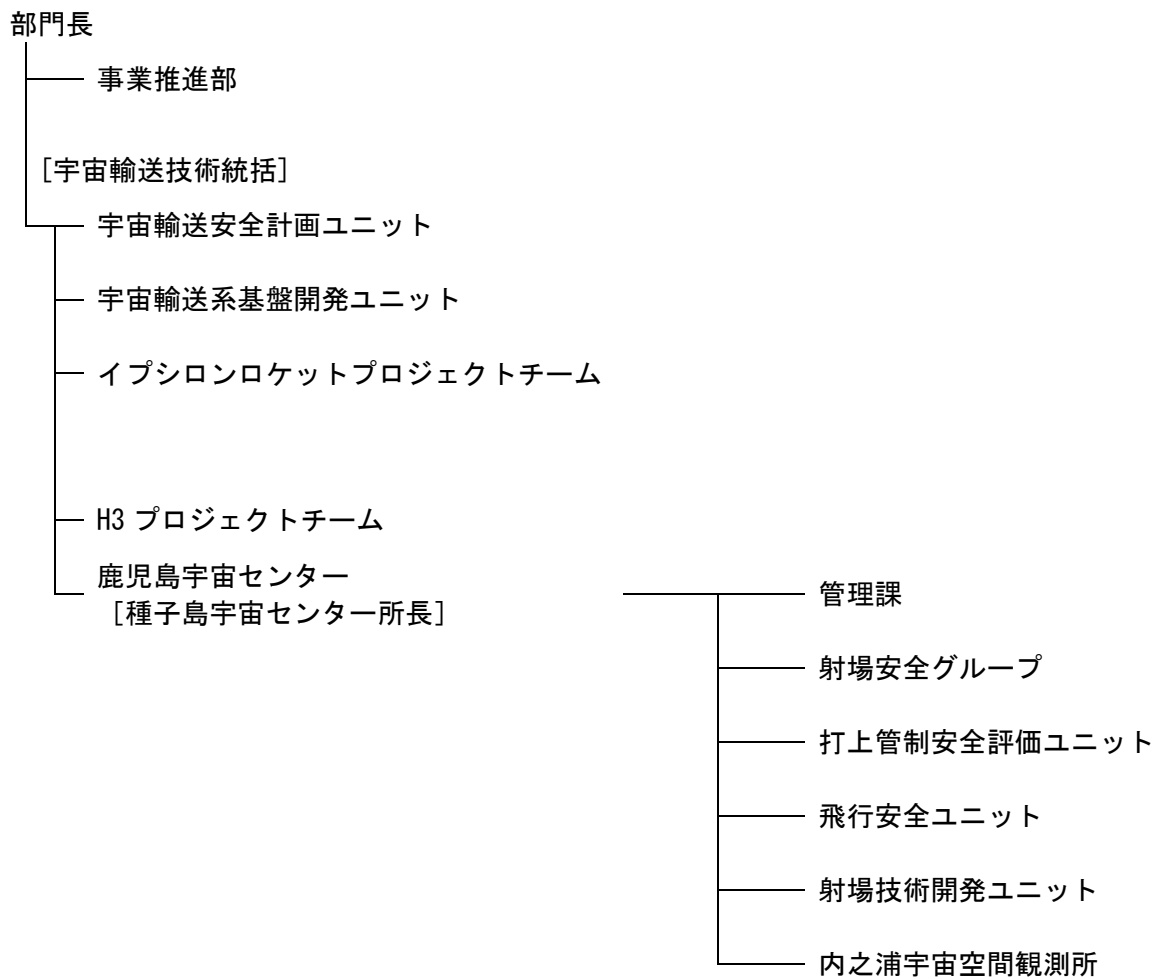 部門長
事業推進部
[宇宙輸送技術統括]
宇宙輸送安全計画ユニット
宇宙輸送系基盤開発ユニット
イプシロンロケットプロジェクトチーム
H3 プロジェクトチーム
鹿児島宇宙センター
[種子島宇宙センター所長]
管理課
射場安全グループ
打上管制安全評価ユニット
飛行安全ユニット
射場技術開発ユニット
内之浦宇宙空間観測所